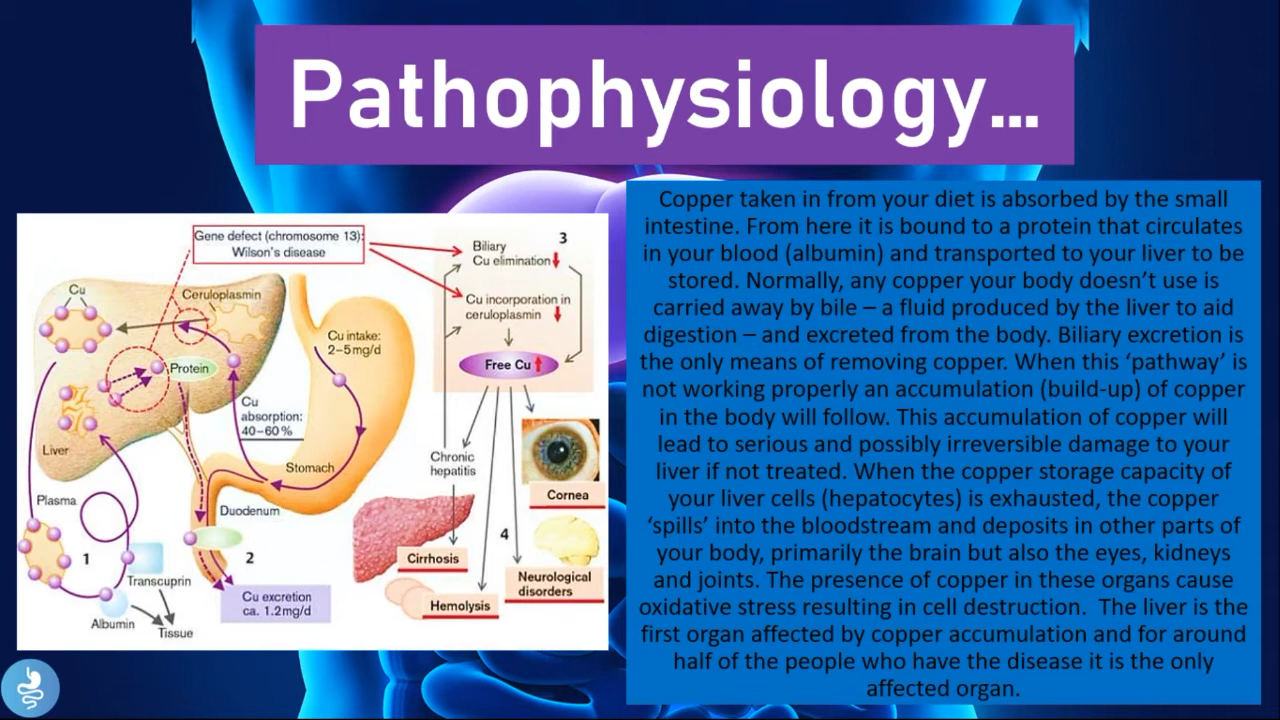 Pathophysiology...
Gene defect (chromosome 13):
Wilson's disease
Cu
Ceruloplasmin
Protein
Cu
absorption:
40–60%
Liver
Cu intake:
2–5mg/d
Stomach
Duodenum
Plasma
1
2
Transcuprin
Albumin
Tissue
Cu excretion
ca. 1.2mg/d
3
Biliary
Cu elimination
Cu incorporation in
ceruloplasmin
Free Cu
Chronic
hepatitis
Cornea
4
Cirrhosis
Hemolysis
Neurological
disorders
Copper taken in from your diet is absorbed by the small
intestine. From here it is bound to a protein that circulates
in your blood (albumin) and transported to your liver to be
stored. Normally, any copper your body doesn’t use is
carried away by bile – a fluid produced by the liver to aid
digestion – and excreted from the body. Biliary excretion is
the only means of removing copper. When this ‘pathway’ is
not working properly an accumulation (build-up) of copper
in the body will follow. This accumulation of copper will
lead to serious and possibly irreversible damage to your
liver if not treated. When the copper storage capacity of
your liver cells (hepatocytes) is exhausted, the copper
‘spills’ into the bloodstream and deposits in other parts of
your body, primarily the brain but also the eyes, kidneys
and joints. The presence of copper in these organs cause
oxidative stress resulting in cell destruction.  The liver is the
first organ affected by copper accumulation and for around
half of the people who have the disease it is the only
affected organ.